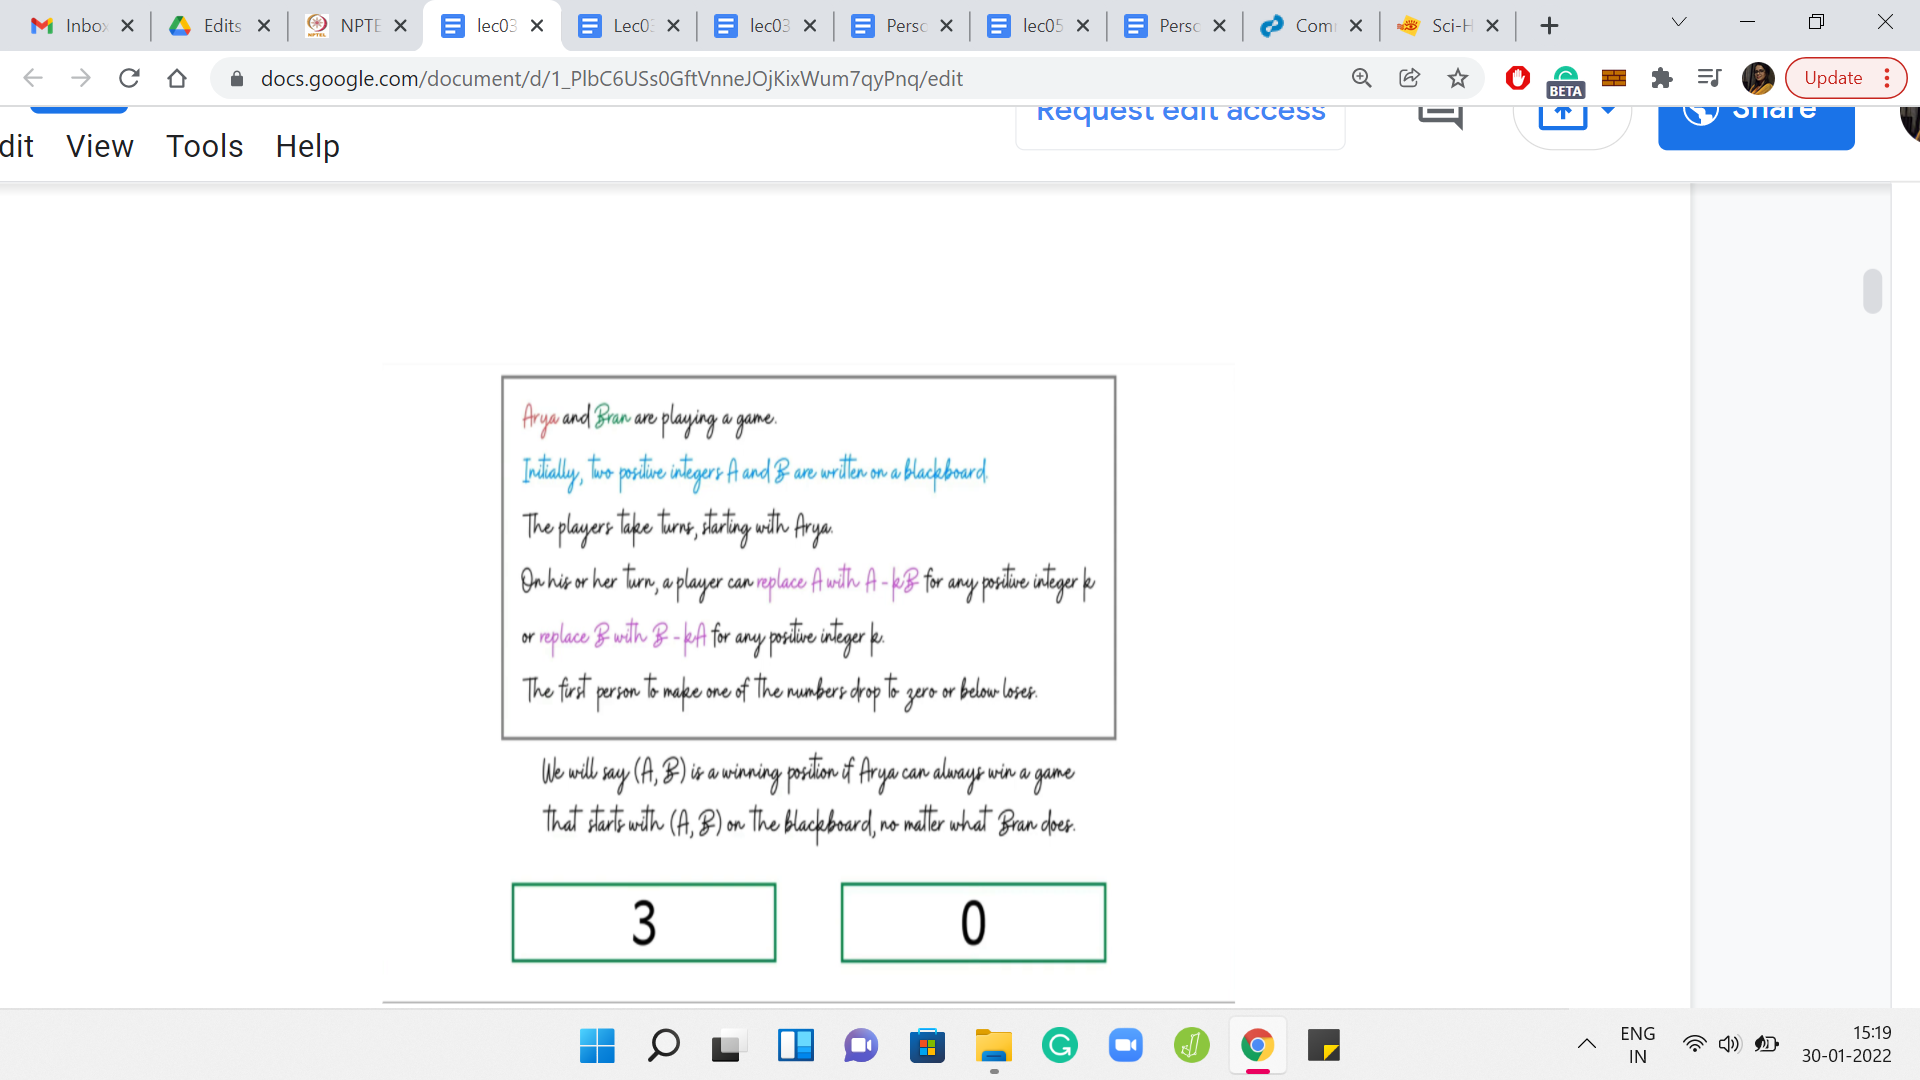 Inbox
Edits
NPTE
lec03
Lec03
lec03
Perso
lec05
Perso
Com
Sci-H
docs.google.com/document/d/1_PlbC6USs0GftVnneJOjKixWum7qyPnq/edit
BETA
Update
Request edit access
Share
dit View Tools Help
Arya and Bran are playing a game.
Initially, two positive integers A and B are written on a blackboard.
The players take turns, starting with Arya.
On his or her turn, a player can replace A with A - kB for any positive integer k
or replace B with B - kA for any positive integer k.
The first person to make one of the numbers drop to zero or below loses.
We will say (A, B) is a winning position if Arya can always win a game
that starts with (A, B) on the blackboard, no matter what Bran does.
3 0
ENG
IN
15:19
30-01-2022